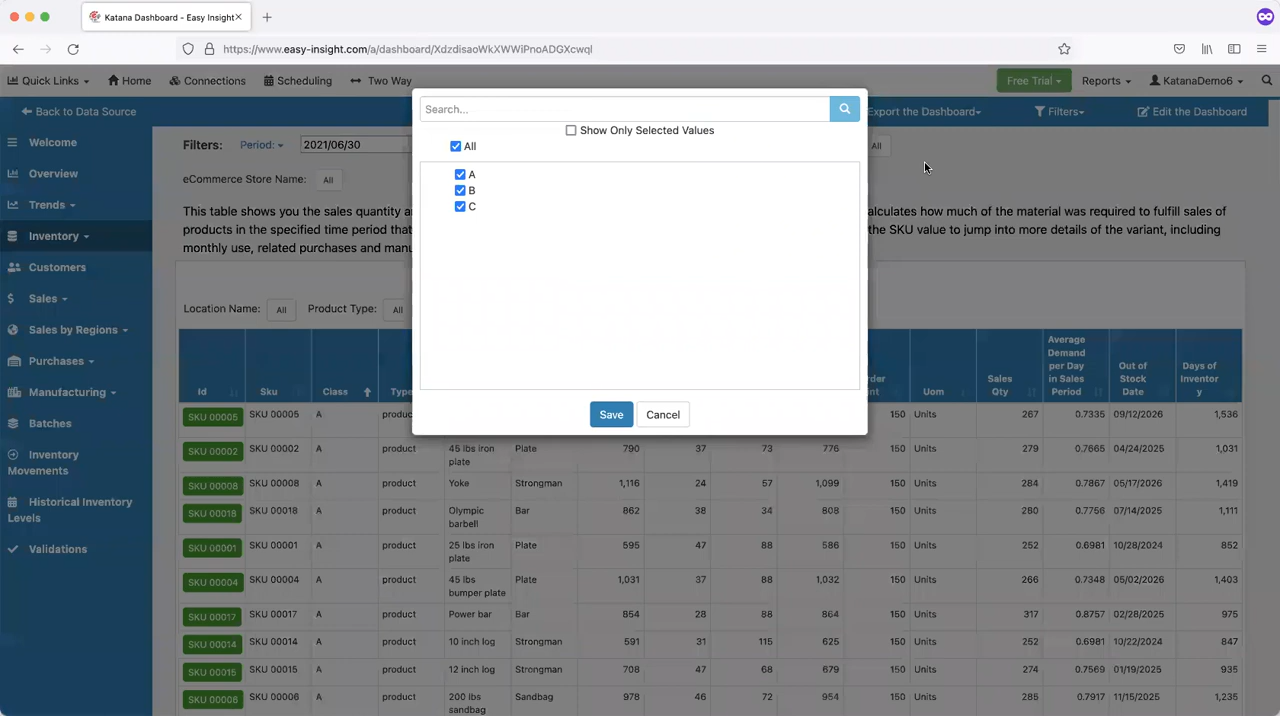 Katana Dashboard - Easy Insight
https://www.easy-insight.com/a/dashboard/XdzdisaoWkXWWiPnoADGXcwql
Quick Links Home Connections Scheduling Two Way Free Trial Reports KatanaDemo6
Back to Data Source Export the Dashboard Filters Edit the Dashboard
Welcome
Overview
Trends
Inventory
Customers
Sales
Sales by Regions
Purchases
Manufacturing
Batches
Inventory
Movements
Historical Inventory
Levels
Validations
Search...
Show Only Selected Values
All
A
B
C
Save Cancel
Filters: Period: 2021/06/30 All
eCommerce Store Name: All
This table shows you the sales quantity alculates how much of the material was required to fulfill sales of
products in the specified time period tha the SKU value to jump into more details of the variant, including
monthly use, related purchases and man
Location Name: All Product Type: All
Id Sku Class Type Uom Sales Qty Average Demand per Day in Sales Period Out of Stock Date Days of Inventory
SKU 00005 SKU 00005 A produc 150 Units 267 0.7335 09/12/2026 1,536
SKU 00002 SKU 00002 A product 45 lbs iron plate Plate 790 37 73 776 150 Units 279 0.7665 04/24/2025 1,031
SKU 00008 SKU 00008 A product Yoke Strongman 1,116 24 57 1,099 150 Units 284 0.7867 05/17/2026 1,419
SKU 00018 SKU 00018 A product Olympic barbell Bar 862 38 34 808 150 Units 280 0.7756 07/14/2025 1,111
SKU 00001 SKU 00001 A product 25 lbs iron plate Plate 595 47 88 586 150 Units 252 0.6981 10/28/2024 852
SKU 00004 SKU 00004 A product 45 lbs bumper plate Plate 1,031 37 88 1,032 150 Units 266 0.7348 05/02/2026 1,403
SKU 00017 SKU 00017 A product Power bar Bar 854 28 88 864 150 Units 317 0.8757 02/28/2025 975
SKU 00014 SKU 00014 A product 10 inch log Strongman 591 31 115 625 150 Units 252 0.6981 10/22/2024 847
SKU 00015 SKU 00015 A product 12 inch log Strongman 708 47 68 679 150 Units 274 0.7569 01/19/2025 935
SKU 00006 SKU 00006 A product 200 lbs sandbag Sandbag 978 46 72 954 150 Units 285 0.7917 11/15/2025 1,235